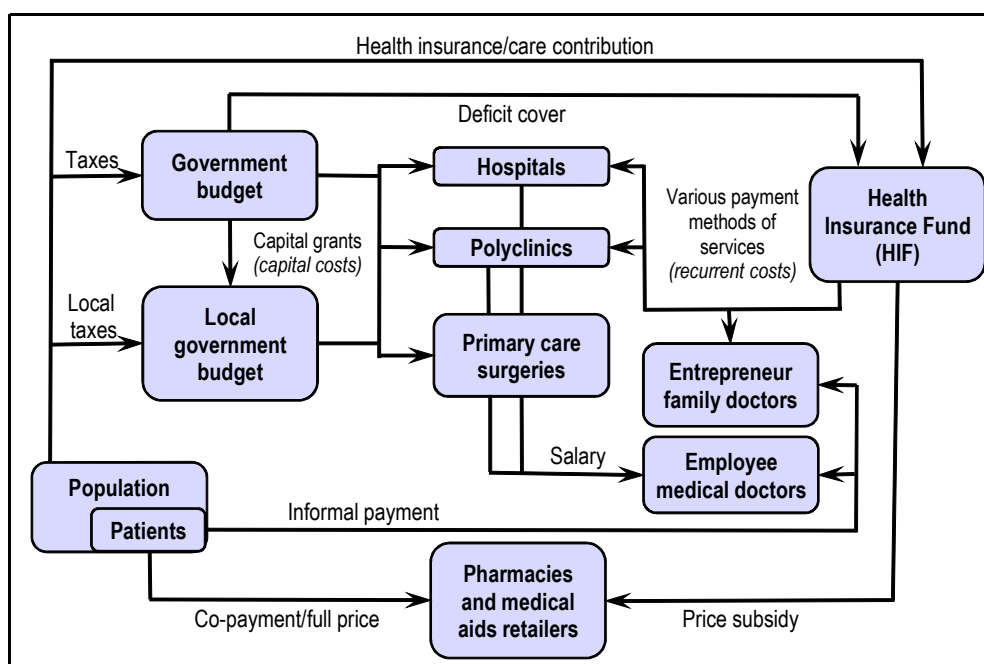 Health insurance/care contribution
Deficit cover
Taxes
Government
budget
Hospitals
Various payment
methods of
services
(recurrent costs)
Health
Insurance Fund
(HIF)
Capital grants
(capital costs)
Polyclinics
Local
taxes
Local
government
budget
Primary care
surgeries
Entrepreneur
family doctors
Salary
Employee
medical doctors
Population
Patients
Informal payment
Pharmacies
and medical
aids retailers
Co-payment/full price
Price subsidy